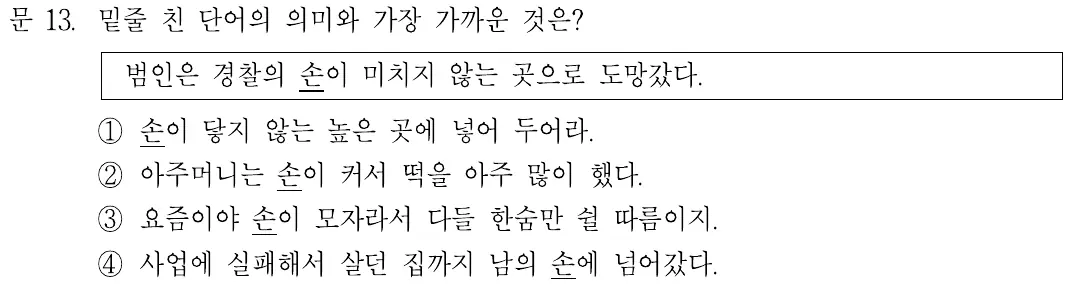 문 13. 밑줄 친 단어의 의미와 가장 가까운 것은?
범인은 경찰의 손이 미치지 않는 곳으로 도망갔다.
① 손이 닿지 않는 높은 곳에 넣어 두어라.
② 아주머니는 손이 커서 떡을 아주 많이 했다.
③ 요즘이야 손이 모자라서 다들 한숨만 쉴 따름이지.
④ 사업에 실패해서 살던 집까지 남의 손에 넘어갔다.